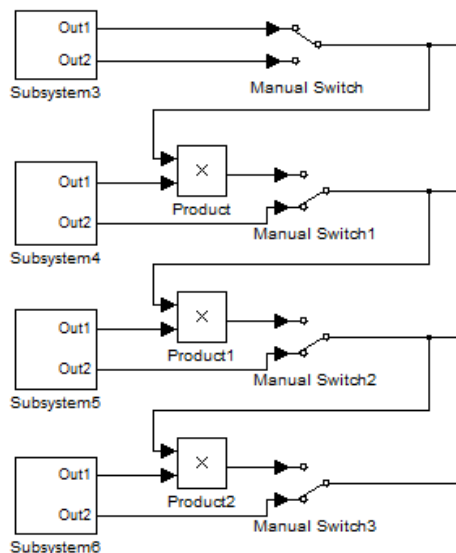 Out1
Out2
Subsystem3
Manual Switch
Out1
Out2
Subsystem4
×
Product
Manual Switch1
Out1
Out2
Subsystem5
×
Product1
Manual Switch2
Out1
Out2
Subsystem6
×
Product2
Manual Switch3